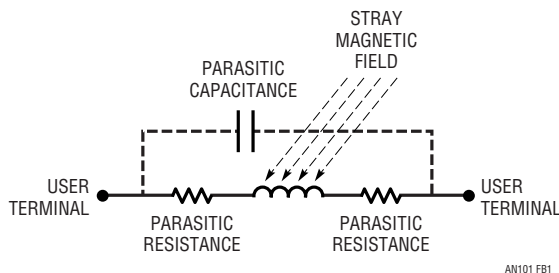 STRAY
MAGNETIC
FIELD
PARASITIC
CAPACITANCE
USER
TERMINAL
PARASITIC
RESISTANCE
PARASITIC
RESISTANCE
USER
TERMINAL
AN101 FB1